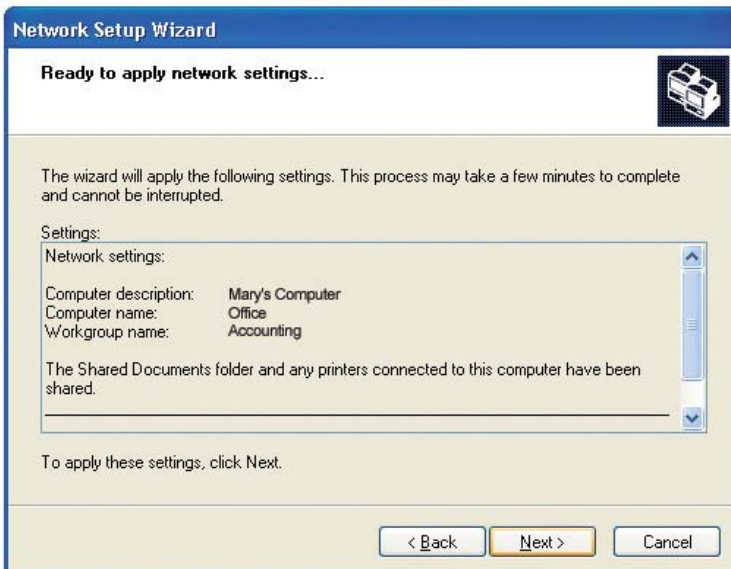 Network Setup Wizard
Ready to apply network settings...
The wizard will apply the following settings. This process may take a few minutes to complete
and cannot be interrupted.
Settings:
Network settings:
Computer description: Mary's Computer
Computer name: Office
Workgroup name: Accounting
The Shared Documents folder and any printers connected to this computer have been
shared.
To apply these settings, click Next.
< Back Next > Cancel